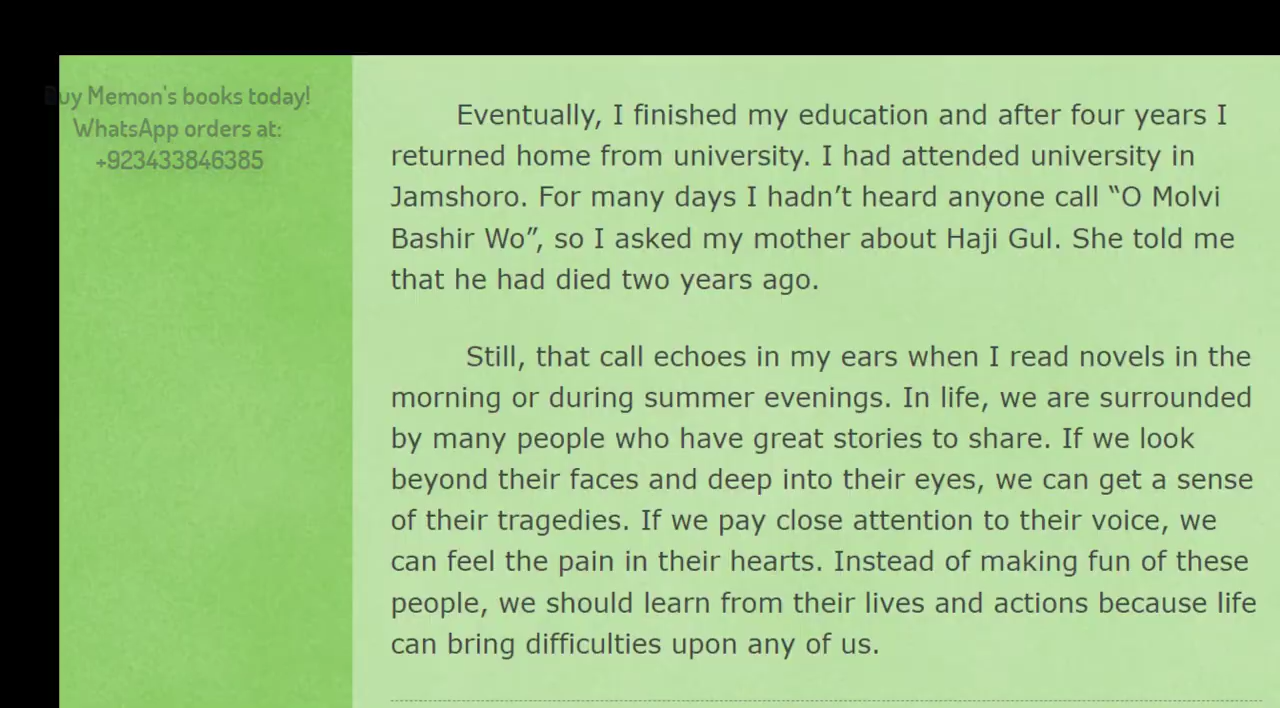 Buy Memon's books today!
WhatsApp orders at:
+923433846385
Eventually, I finished my education and after four years I
returned home from university. I had attended university in
Jamshoro. For many days I hadn’t heard anyone call “O Molvi
Bashir Wo”, so I asked my mother about Haji Gul. She told me
that he had died two years ago.
Still, that call echoes in my ears when I read novels in the
morning or during summer evenings. In life, we are surrounded
by many people who have great stories to share. If we look
beyond their faces and deep into their eyes, we can get a sense
of their tragedies. If we pay close attention to their voice, we
can feel the pain in their hearts. Instead of making fun of these
people, we should learn from their lives and actions because life
can bring difficulties upon any of us.